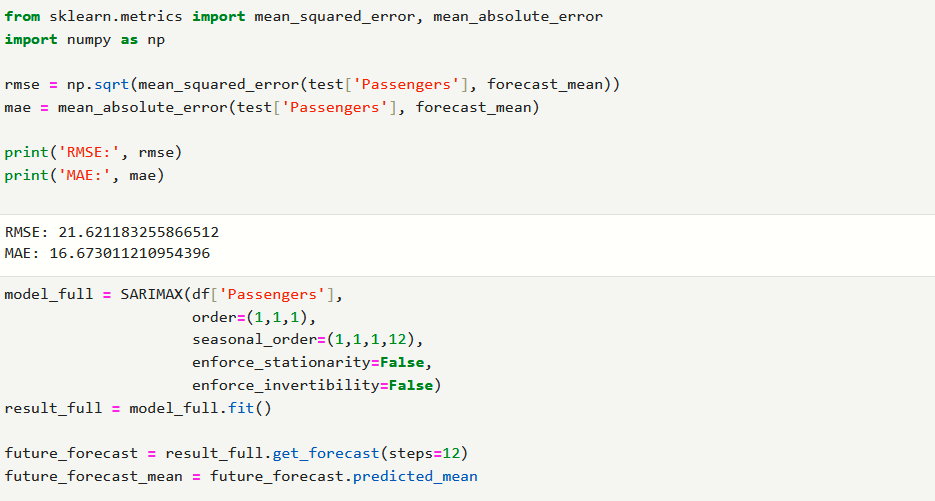 from sklearn.metrics import mean_squared_error, mean_absolute_error
import numpy as np
rmse = np.sqrt(mean_squared_error(test['Passengers'], forecast_mean))
mae = mean_absolute_error(test['Passengers'], forecast_mean)
print('RMSE:', rmse)
print('MAE:', mae)
RMSE: 21.621183255866512
MAE: 16.673011210954396
model_full = SARIMAX(df['Passengers'],
order=(1,1,1),
seasonal_order=(1,1,1,12),
enforce_stationarity=False,
enforce_invertibility=False)
result_full = model_full.fit()
future_forecast = result_full.get_forecast(steps=12)
future_forecast_mean = future_forecast.predicted_mean